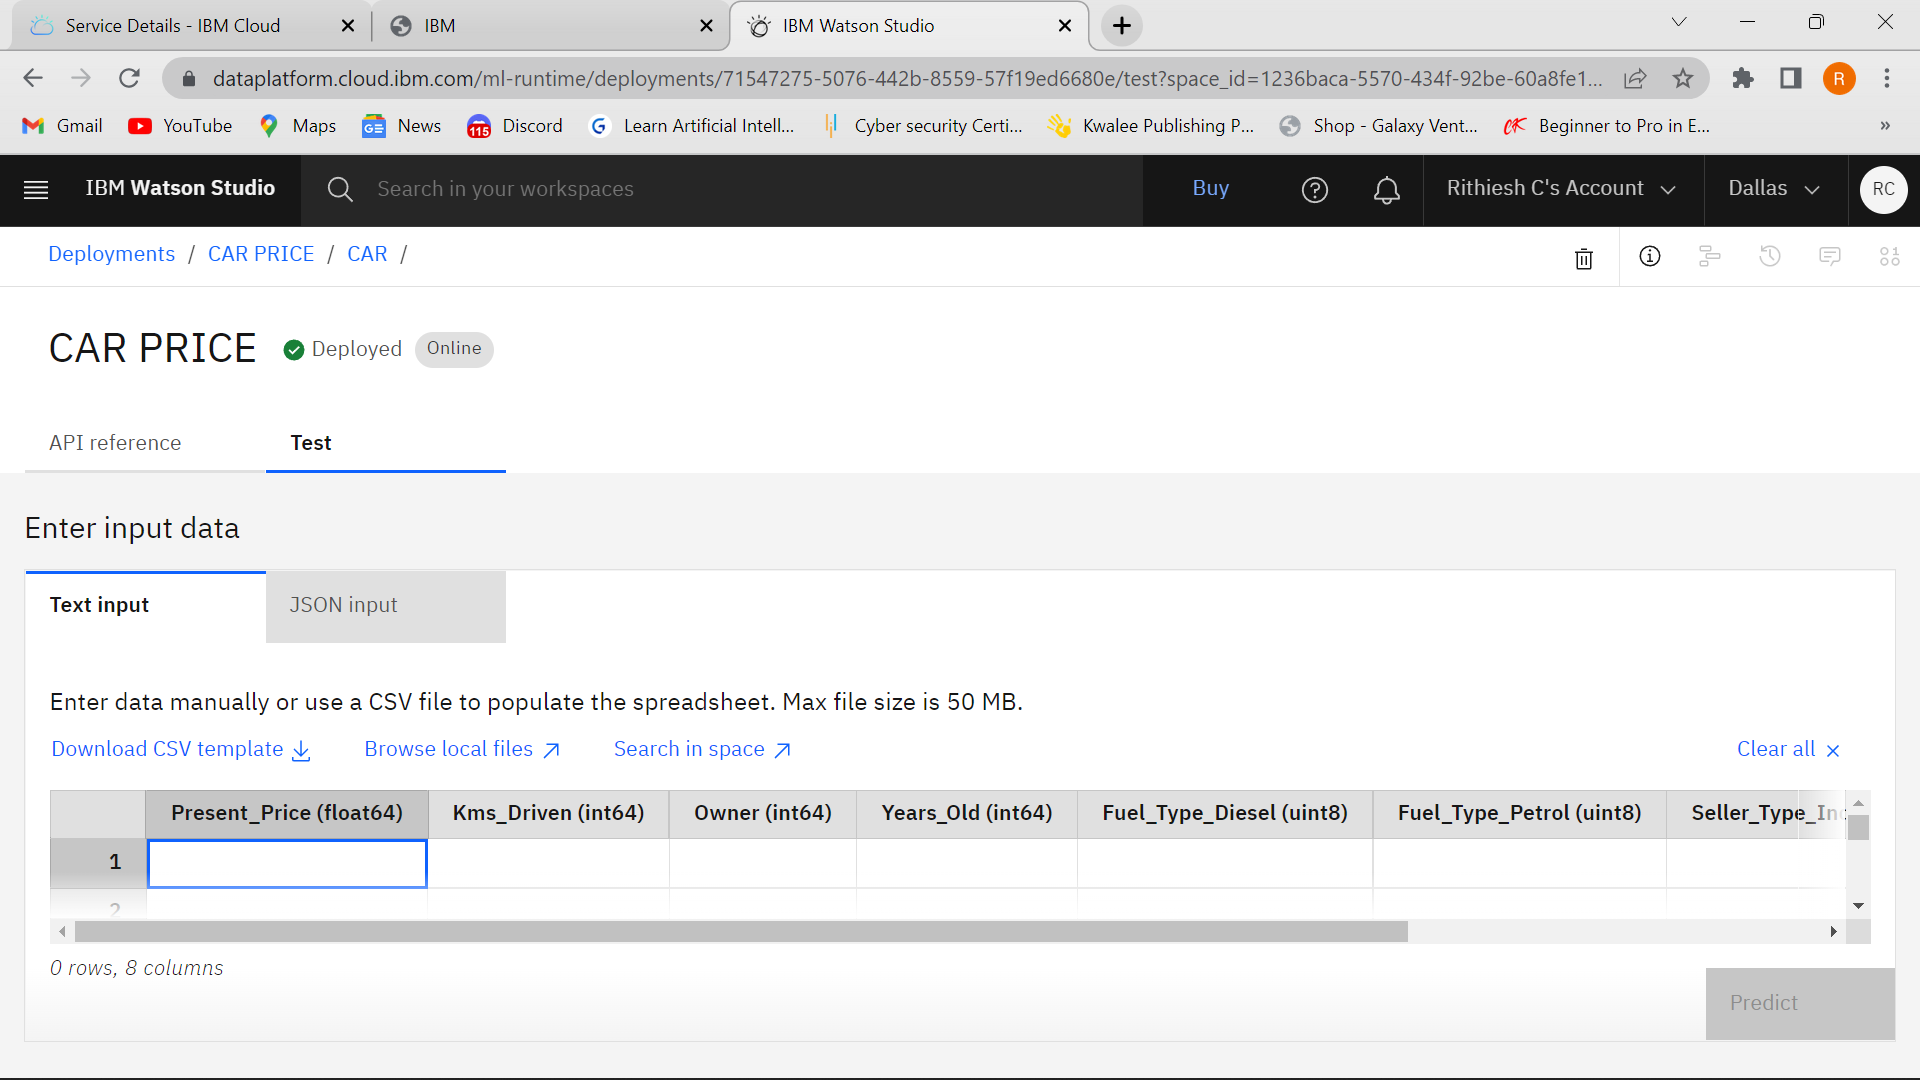 Service Details - IBM Cloud
IBM
IBM Watson Studio
dataplatform.cloud.ibm.com/ml-runtime/deployments/71547275-5076-442b-8559-57f19ed6680e/test?space_id=1236baca-5570-434f-92be-60a8fe1...
R
Gmail
YouTube
Maps
News
115
Discord
Learn Artificial Intell...
Cyber security Certi...
Kwalee Publishing P...
Shop - Galaxy Vent...
Beginner to Pro in E...
»
IBM Watson Studio
Search in your workspaces
Buy
Rithiesh C's Account
Dallas
RC
Deployments / CAR PRICE / CAR /
CAR PRICE
Deployed
Online
API reference
Test
Enter input data
Text input
JSON input
Enter data manually or use a CSV file to populate the spreadsheet. Max file size is 50 MB.
Download CSV template
Browse local files
Search in space
Clear all
Present_Price (float64)
Kms_Driven (int64)
Owner (int64)
Years_Old (int64)
Fuel_Type_Diesel (uint8)
Fuel_Type_Petrol (uint8)
Seller_Type_In
1
2
0 rows, 8 columns
Predict